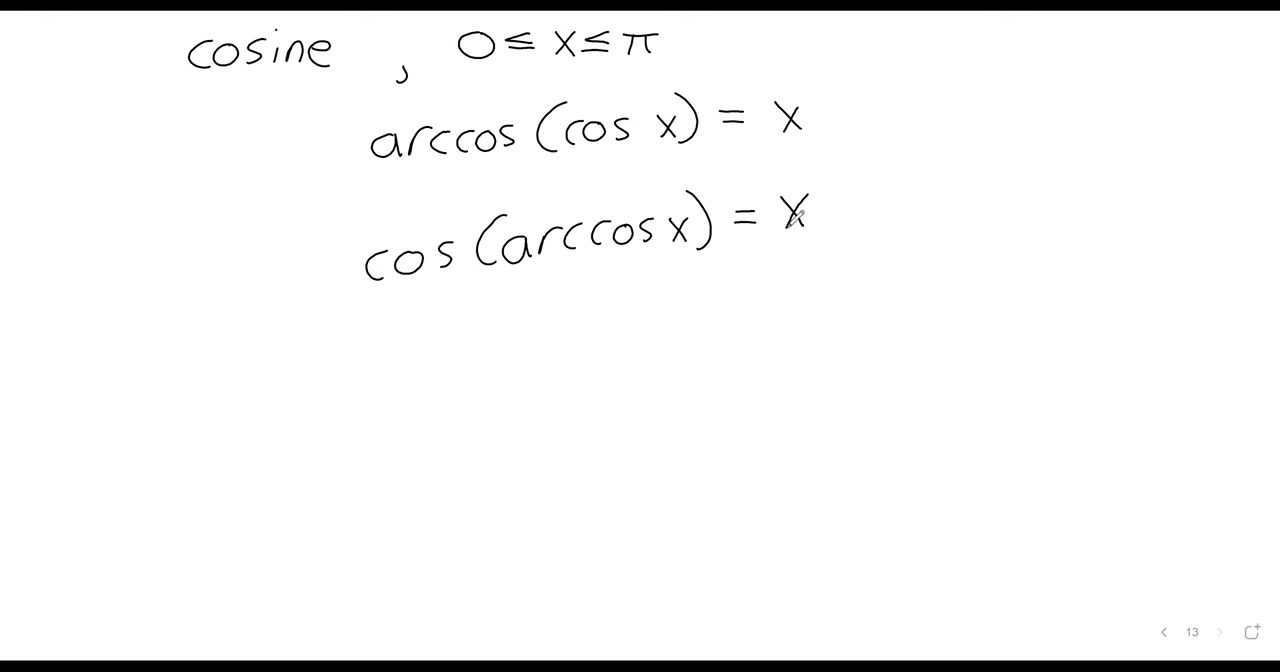 cosine , 0 ≤ x ≤ π
arccos (cos x) = x
cos (arccos x) = x
< 13 >